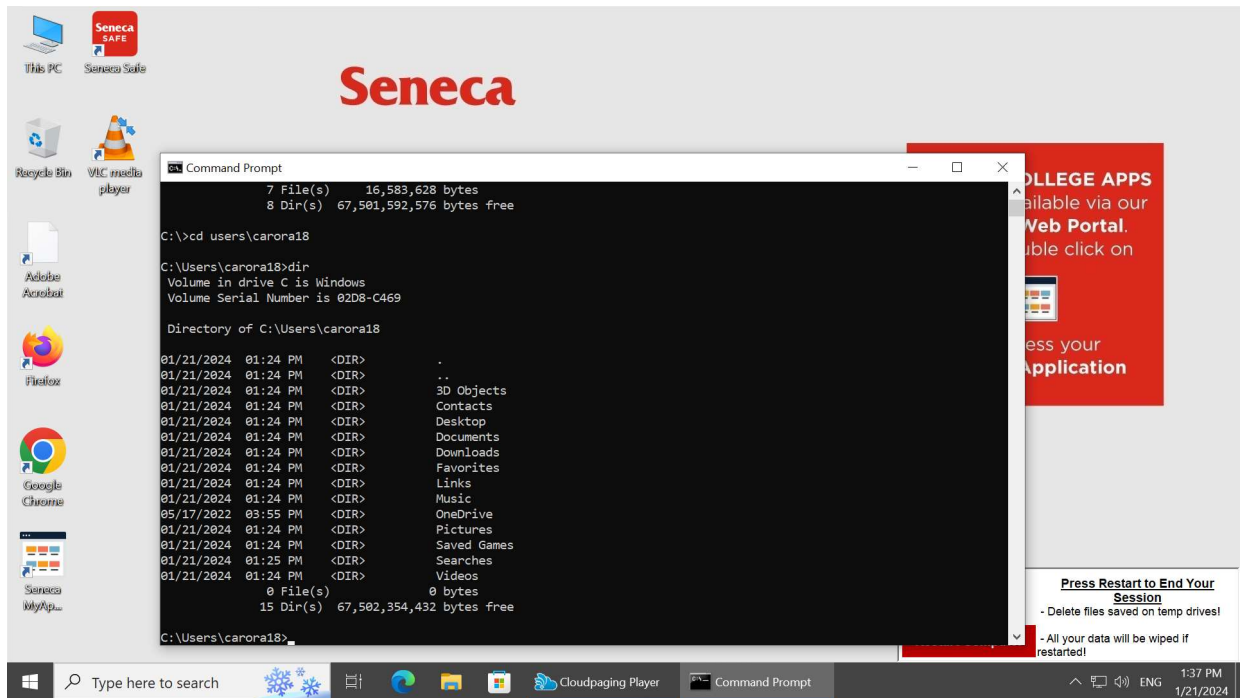 This PC
Seneca
SAFE
Seneca Safe
Seneca
Recycle Bin
VLC media
player
Adobe
Acrobat
Firefox
Google
Chrome
Seneca
MyAp...
Command Prompt
7 File(s)     16,583,628 bytes
8 Dir(s)  67,501,592,576 bytes free
C:\>cd users\carora18
C:\Users\carora18>dir
Volume in drive C is Windows
Volume Serial Number is 02D8-C469
Directory of C:\Users\carora18
01/21/2024  01:24 PM    <DIR>          .
01/21/2024  01:24 PM    <DIR>          ..
01/21/2024  01:24 PM    <DIR>          3D Objects
01/21/2024  01:24 PM    <DIR>          Contacts
01/21/2024  01:24 PM    <DIR>          Desktop
01/21/2024  01:24 PM    <DIR>          Documents
01/21/2024  01:24 PM    <DIR>          Downloads
01/21/2024  01:24 PM    <DIR>          Favorites
01/21/2024  01:24 PM    <DIR>          Links
01/21/2024  01:24 PM    <DIR>          Music
05/17/2022  03:55 PM    <DIR>          OneDrive
01/21/2024  01:24 PM    <DIR>          Pictures
01/21/2024  01:24 PM    <DIR>          Saved Games
01/21/2024  01:25 PM    <DIR>          Searches
01/21/2024  01:24 PM    <DIR>          Videos
0 File(s)              0 bytes
15 Dir(s)  67,502,354,432 bytes free
C:\Users\carora18>
OLLEGE APPS
ailable via our
Web Portal.
uble click on
ess your
Application
Press Restart to End Your
Session
- Delete files saved on temp drives!
- All your data will be wiped if
restarted!
Type here to search
Cloudpaging Player
Command Prompt
ENG
1:37 PM
1/21/2024